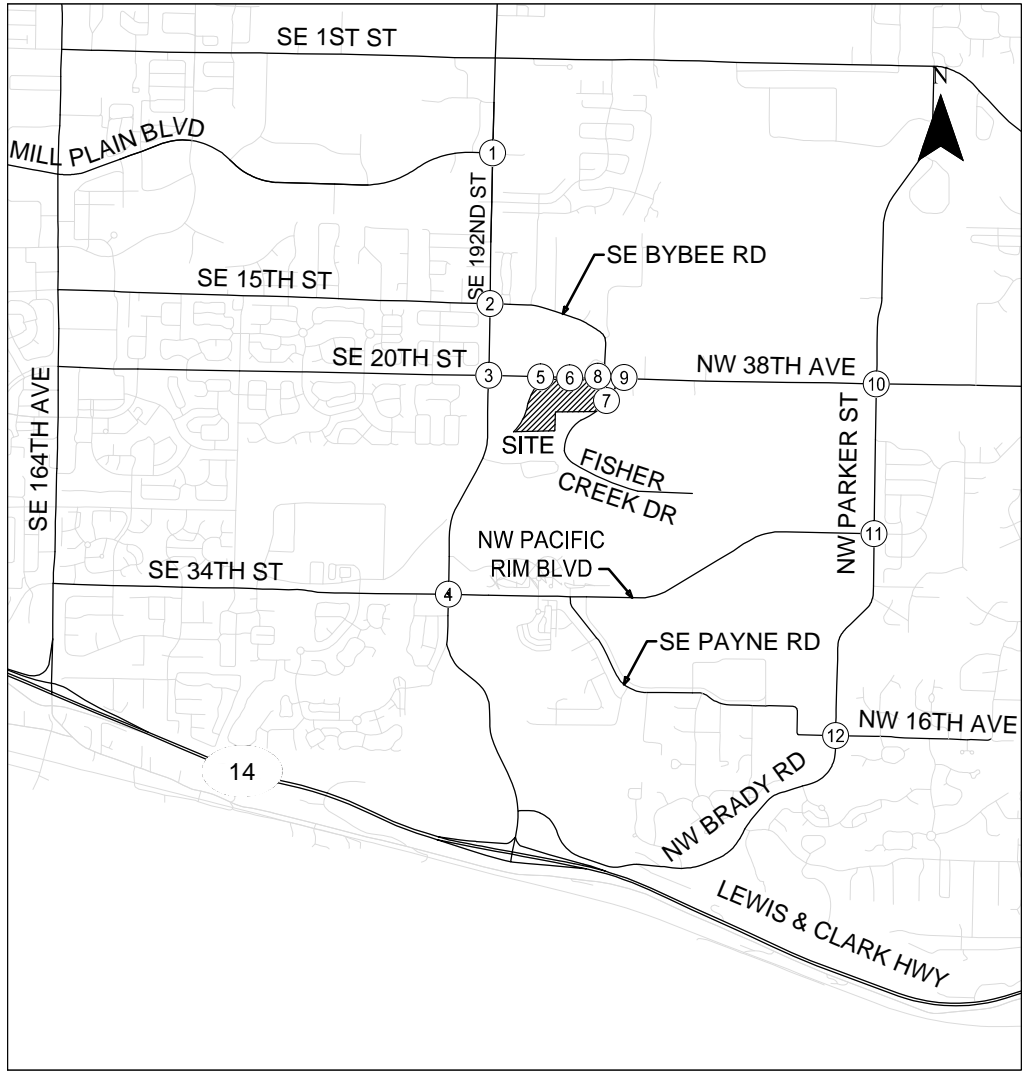 SE 1ST ST
N
MILL PLAIN BLVD
1
SE 192ND ST
SE BYBEE RD
SE 15TH ST
2
SE 20TH ST
3
5
6
8
9
NW 38TH AVE
10
7
SITE
SE 164TH AVE
FISHER
CREEK DR
NW PARKER ST
11
NW PACIFIC
RIM BLVD
SE 34TH ST
4
SE PAYNE RD
NW 16TH AVE
12
14
NW BRADY RD
LEWIS & CLARK HWY